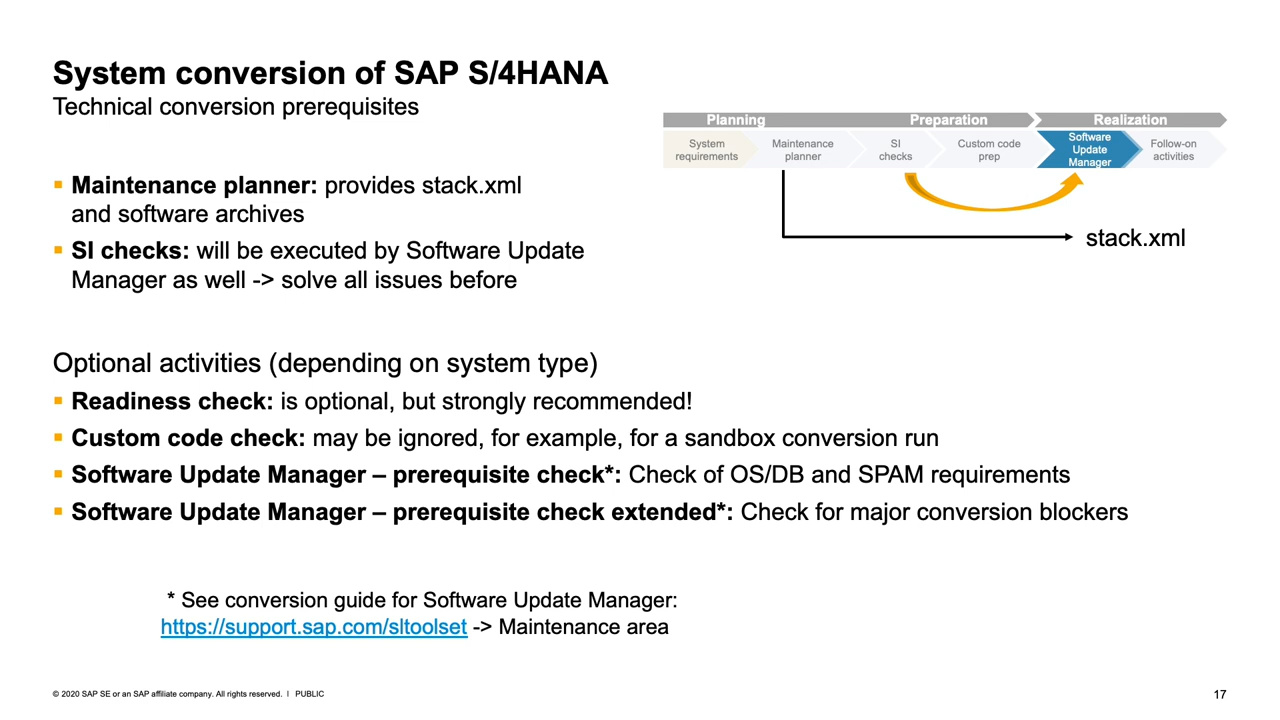 System conversion of SAP S/4HANA
Technical conversion prerequisites
Planning
Preparation
Realization
System
requirements
Maintenance
planner
SI
checks
Custom code
prep
Software
Update
Manager
Follow-on
activities
stack.xml
▪ Maintenance planner: provides stack.xml
and software archives
▪ SI checks: will be executed by Software Update
Manager as well -> solve all issues before
Optional activities (depending on system type)
▪ Readiness check: is optional, but strongly recommended!
▪ Custom code check: may be ignored, for example, for a sandbox conversion run
▪ Software Update Manager – prerequisite check*: Check of OS/DB and SPAM requirements
▪ Software Update Manager – prerequisite check extended*: Check for major conversion blockers
* See conversion guide for Software Update Manager:
https://support.sap.com/sltoolset -> Maintenance area
© 2020 SAP SE or an SAP affiliate company. All rights reserved. ǀ PUBLIC
17